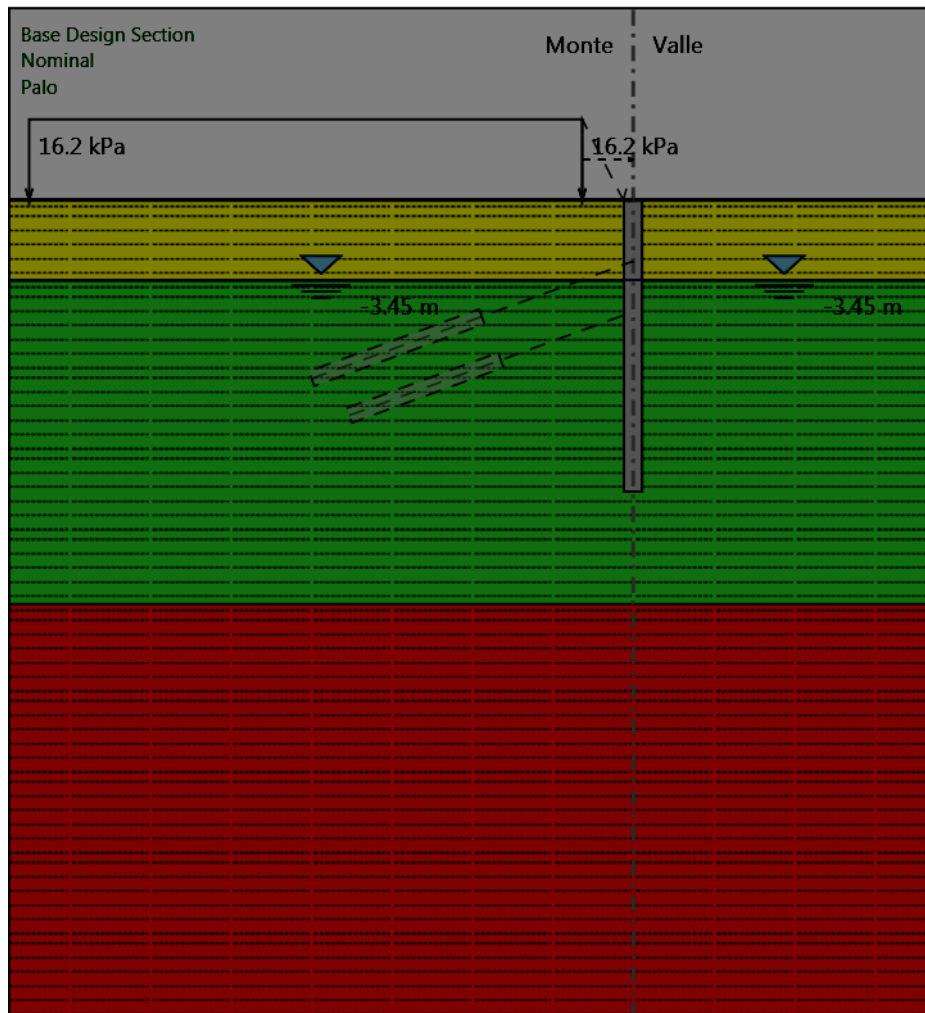 Base Design Section
Nominal
Palo
Monte
Valle
16.2 kPa
16.2 kPa
-3.45 m
-3.45 m